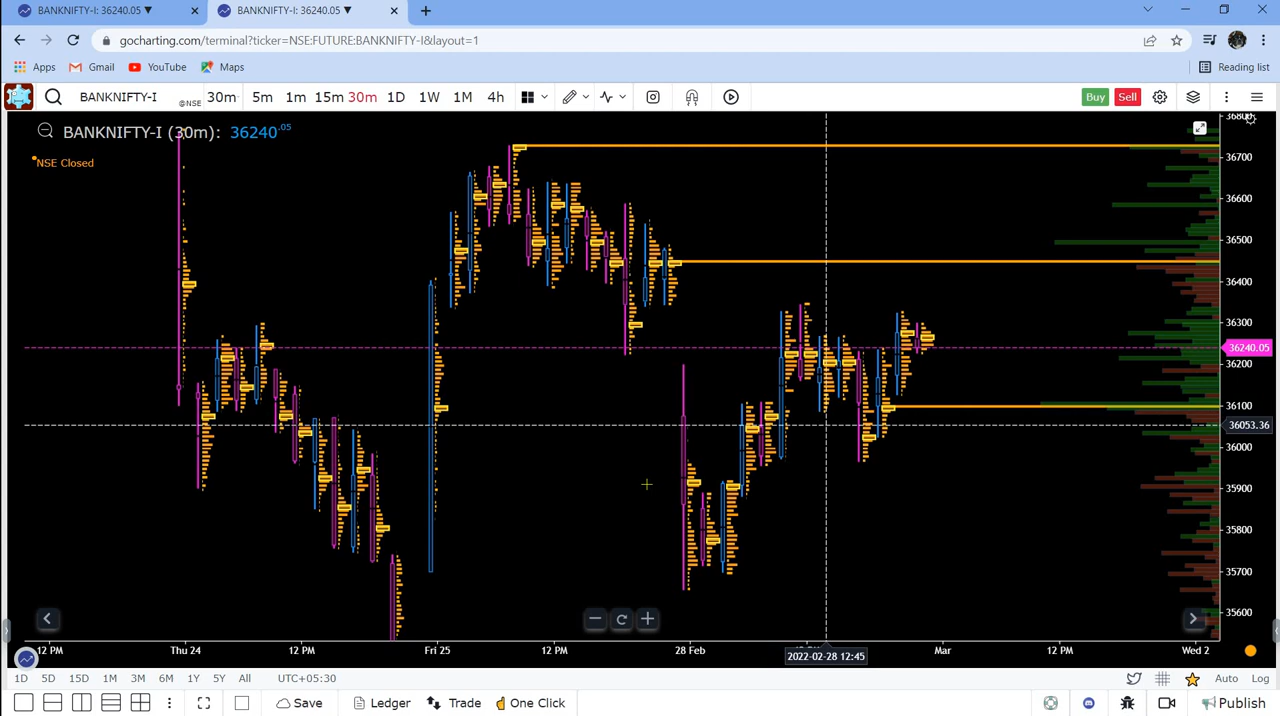 BANKNIFTY-I: 36240.05 ▼
BANKNIFTY-I: 36240.05 ▼
gocharting.com/terminal?ticker=NSE:FUTURE:BANKNIFTY-I&layout=1
Apps Gmail YouTube Maps Reading list
BANKNIFTY-I @NSE 30m 5m 1m 15m 30m 1D 1W 1M 4h Buy Sell
BANKNIFTY-I (30m): 36240.05
NSE Closed
36800
36700
36600
36500
36400
36300
36240.05
36200
36100
36053.36
36000
35900
35800
35700
35600
12 PM Thu 24 12 PM Fri 25 12 PM 28 Feb 2022-02-28 12:45 Mar 12 PM Wed 2
1D 5D 15D 1M 3M 6M 1Y 5Y All UTC+05:30 Auto Log
Save Ledger Trade One Click Publish